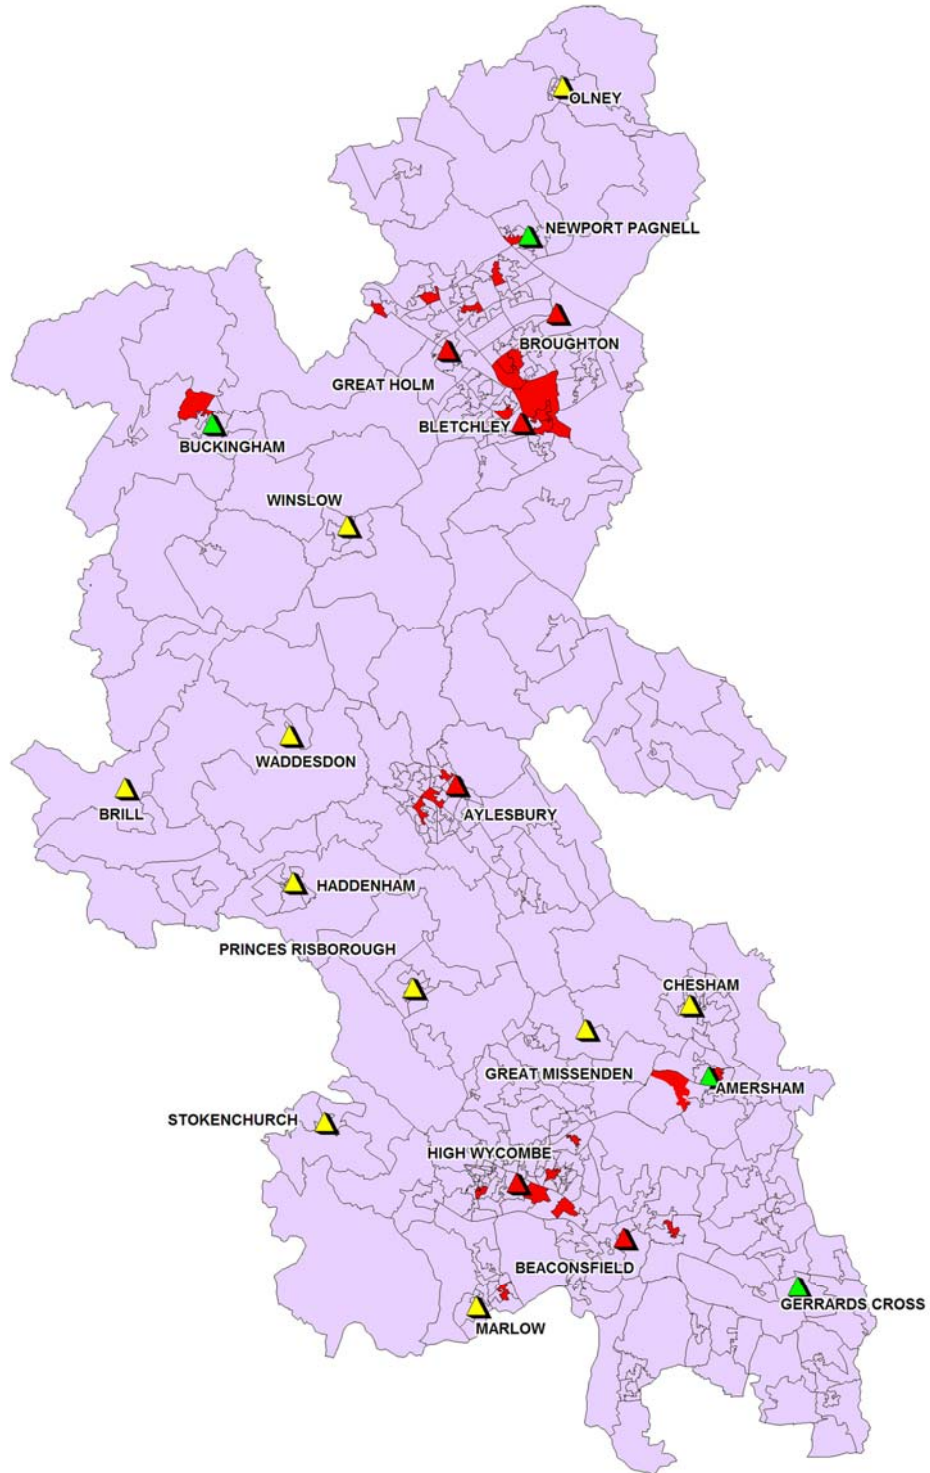 OLNEY
NEWPORT PAGNELL
BROUGHTON
GREAT HOLM
BLETCHLEY
BUCKINGHAM
WINSLOW
WADDESDON
BRILL
AYLESBURY
HADDENHAM
PRINCES RISBOROUGH
CHESHAM
GREAT MISSENDEN
AMERSHAM
STOKENCHURCH
HIGH WYCOMBE
BEACONSFIELD
GERRARDS CROSS
MARLOW